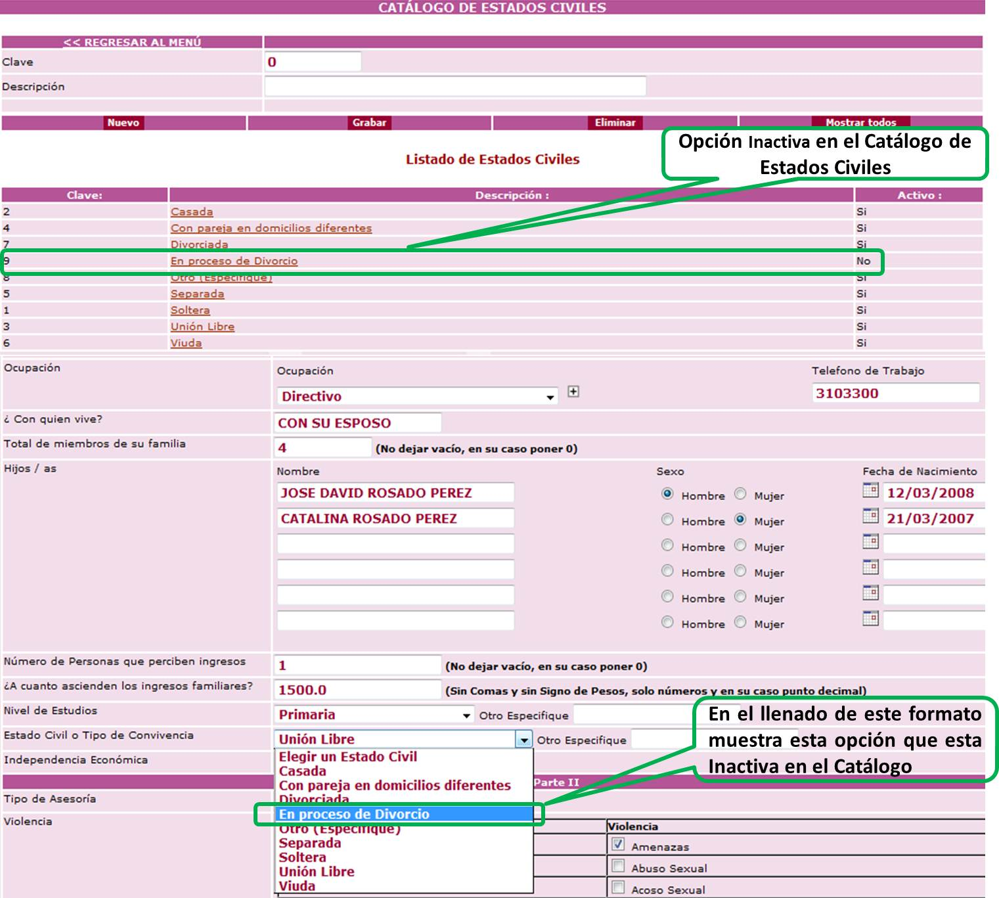 CATÁLOGO DE ESTADOS CIVILES
<< REGRESAR AL MENÚ
Clave 0
Descripción
Nuevo Grabar Eliminar Mostrar todos
Opción Inactiva en el Catálogo de
Estados Civiles
Listado de Estados Civiles
Clave: Descripción : Activo :
2 Casada Si
4 Con pareja en domicilios diferentes Si
7 Divorciada Si
9 En proceso de Divorcio No
8 Otro (Especifique) Si
5 Separada Si
1 Soltera Si
3 Unión Libre Si
6 Viuda Si
Ocupación Ocupación Telefono de Trabajo
Directivo 3103300
¿ Con quien vive? CON SU ESPOSO
Total de miembros de su familia 4 (No dejar vacío, en su caso poner 0)
Hijos / as Nombre Sexo Fecha de Nacimiento
JOSE DAVID ROSADO PEREZ Hombre Mujer 12/03/2008
CATALINA ROSADO PEREZ Hombre Mujer 21/03/2007
Hombre Mujer
Hombre Mujer
Hombre Mujer
Hombre Mujer
Número de Personas que perciben ingresos 1 (No dejar vacío, en su caso poner 0)
¿A cuanto ascienden los ingresos familiares? 1500.0 (Sin Comas y sin Signo de Pesos, solo números y en su caso punto decimal)
Nivel de Estudios Primaria Otro Especifique
En el llenado de este formato
muestra esta opción que esta
Inactiva en el Catálogo
Estado Civil o Tipo de Convivencia Unión Libre Otro Especifique
Elegir un Estado Civil
Independencia Económica
Casada
Con pareja en domicilios diferentes
Parte II
Tipo de Asesoría
Divorciada
En proceso de Divorcio
Violencia
Otro (Especifique)
Separada
Soltera
Unión Libre
Viuda
Violencia
Amenazas
Abuso Sexual
Acoso Sexual